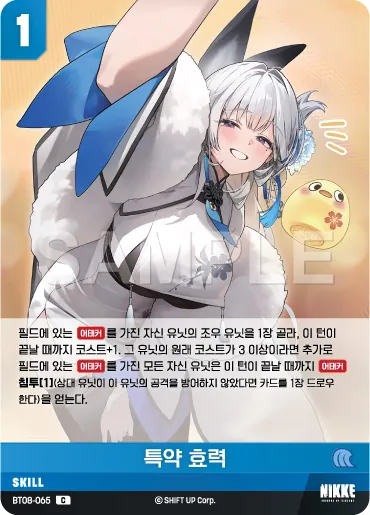 1
SAMPLE
필드에 있는 어태커 를 가진 자신 유닛의 조우 유닛을 1장 골라, 이 턴이
끝날 때까지 코스트+1. 그 유닛의 원래 코스트가 3 이상이라면 추가로
필드에 있는 어태커 를 가진 모든 자신 유닛은 이 턴이 끝날 때까지 어태커
침투[1](상대 유닛이 이 유닛의 공격을 방어하지 않았다면 카드를 1장 드로우
한다)을 얻는다.
특약 효력
SKILL
BT08-065 C ©SHIFT UP Corp.
NIKKE